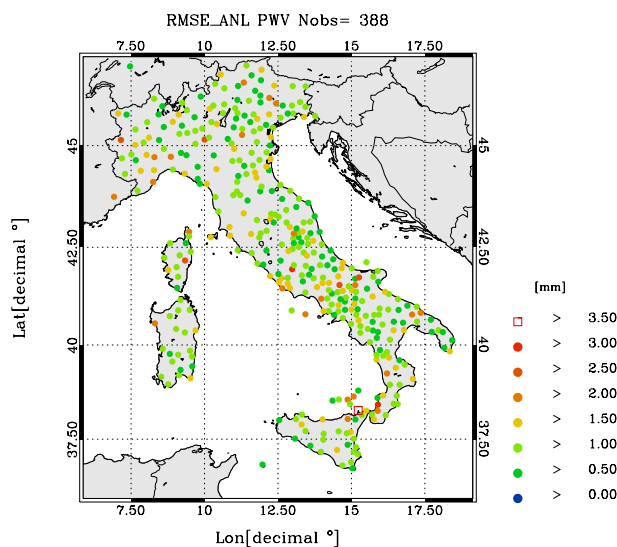 RMSE_ANL PWV Nobs= 388
7.50 10 12.50 15 17.50
45 45
42.50 42.50
40 40
37.50 37.50
7.50 10 12.50 15 17.50
Lat[decimal °]
Lon[decimal °]
[mm]
> 3.50
> 3.00
> 2.50
> 2.00
> 1.50
> 1.00
> 0.50
> 0.00